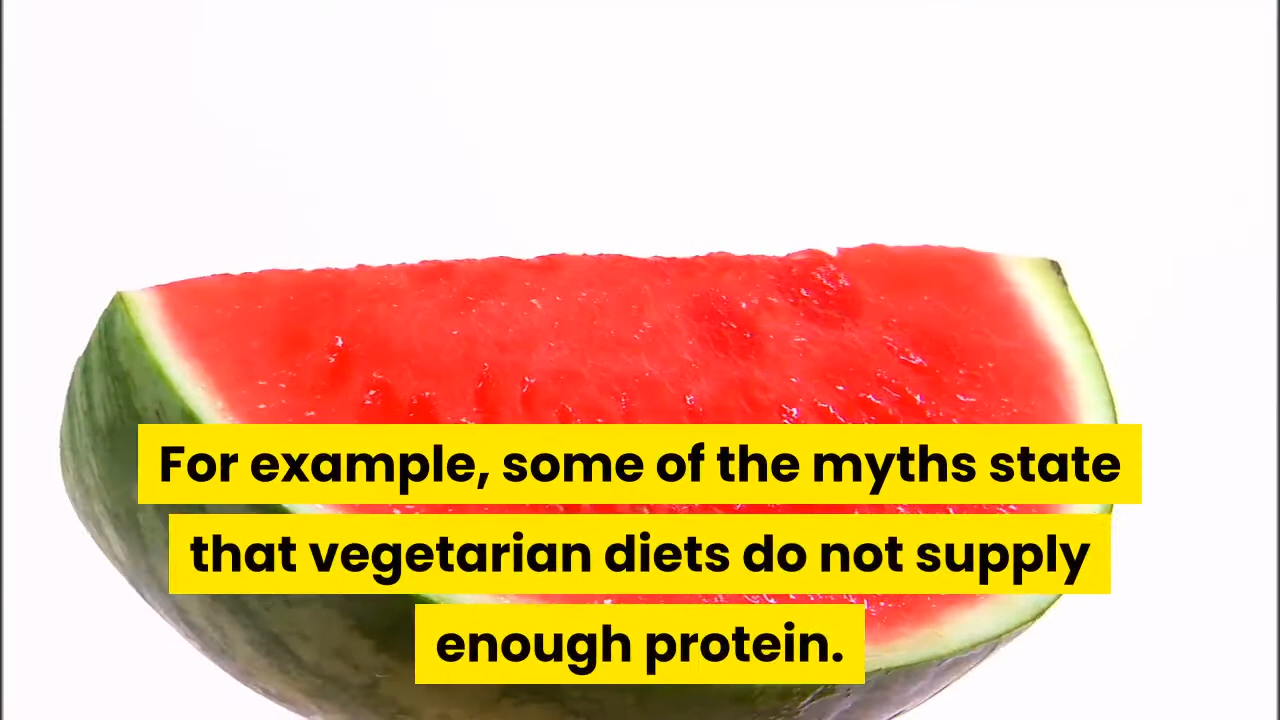 For example, some of the myths state
that vegetarian diets do not supply
enough protein.